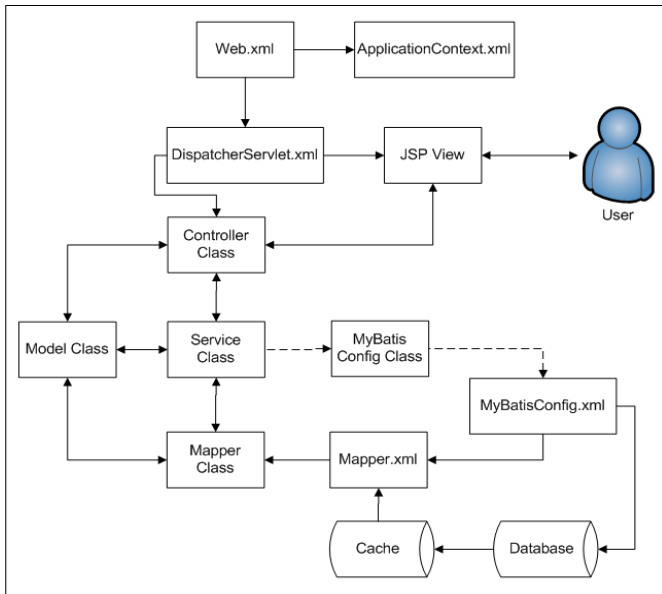 Web.xml
ApplicationContext.xml
DispatcherServlet.xml
JSP View
User
Controller
Class
Model Class
Service
Class
MyBatis
Config Class
MyBatisConfig.xml
Mapper
Class
Mapper.xml
Cache
Database